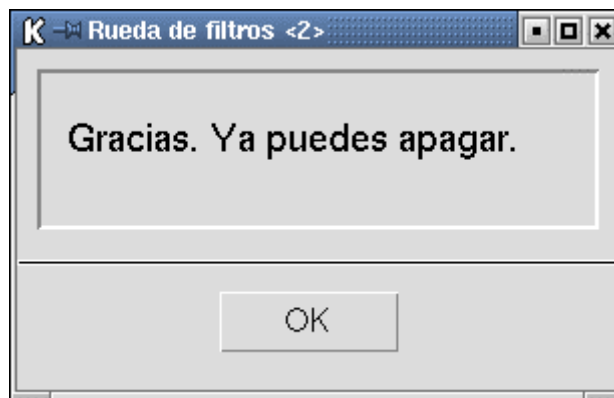 K Rueda de filtros <2>
Gracias. Ya puedes apagar.
OK